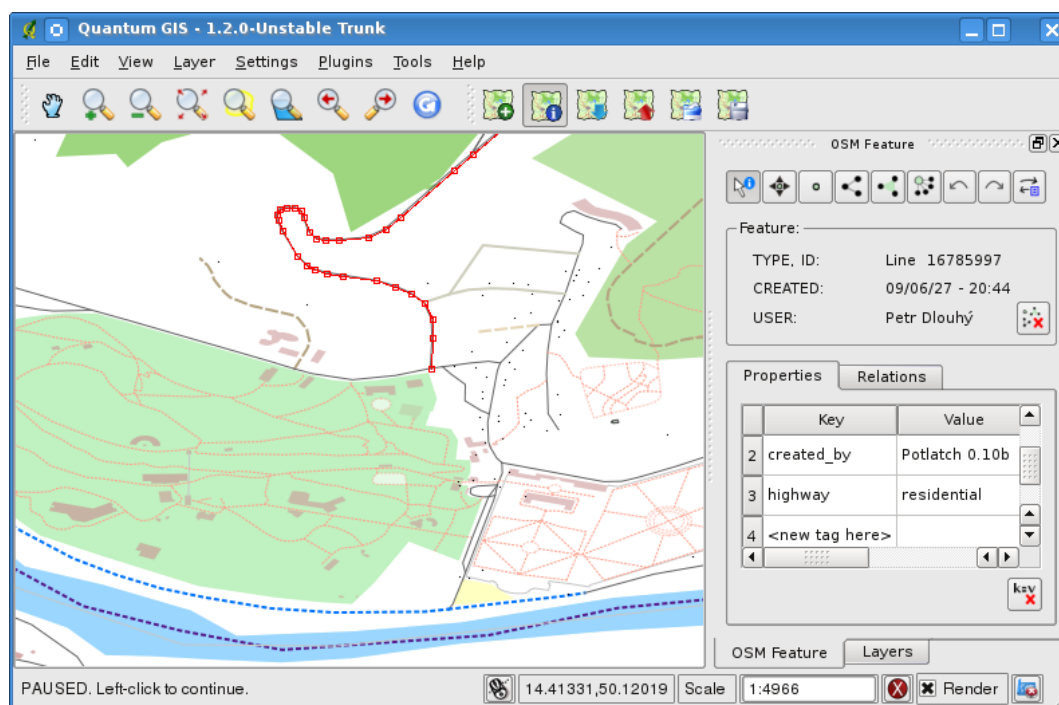 Quantum GIS - 1.2.0-Unstable Trunk
File Edit View Layer Settings Plugins Tools Help
OSM Feature
Feature:
TYPE, ID: Line 16785997
CREATED: 09/06/27 - 20:44
USER: Petr Dlouhý
Properties Relations
Key Value
2 created_by Potlatch 0.10b
3 highway residential
4 <new tag here>
k=v
OSM Feature Layers
PAUSED. Left-click to continue. 14.41331,50.12019 Scale 1:4966 Render